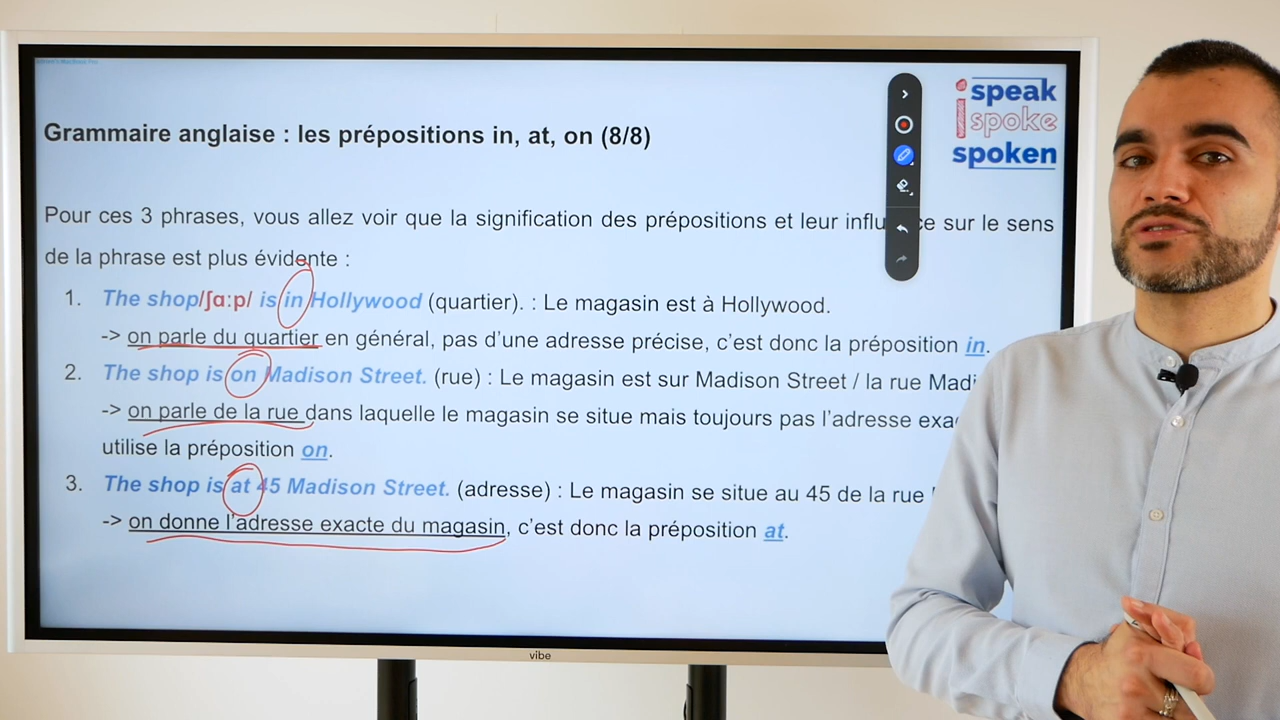 speak
i spoke
spoken
Grammaire anglaise : les prépositions in, at, on (8/8)
Pour ces 3 phrases, vous allez voir que la signification des prépositions et leur sur le sens
de la phrase est plus évidente :
1. The shop/ʃɑːp/ is in Hollywood (quartier). : Le magasin est à Hollywood.
-> on parle du quartier en général, pas d'une adresse précise, c'est donc la préposition in.
2. The shop is on Madison Street. (rue) : Le magasin est sur Madison Street / la rue
-> on parle de la rue dans laquelle le magasin se situe mais toujours pas l'adresse
utilise la préposition on.
3. The shop is at 45 Madison Street. (adresse) : Le magasin se situe au 45 de la rue
-> on donne l'adresse exacte du magasin, c'est donc la préposition at.
vibe